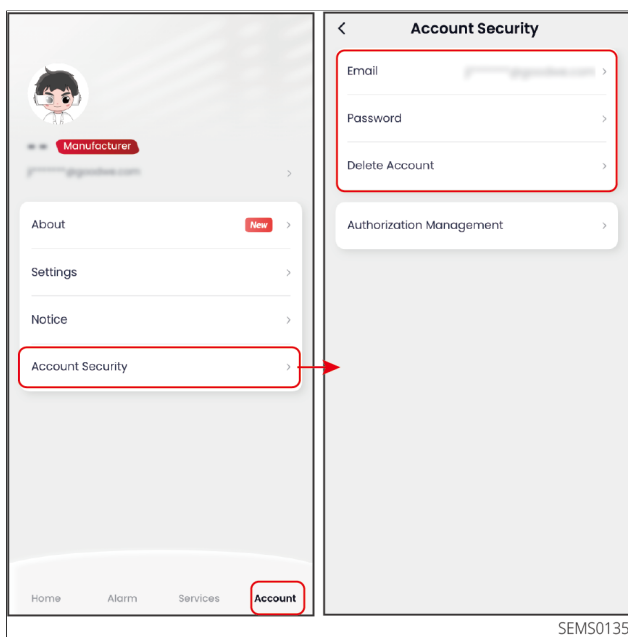 Manufacturer
About
New
Settings
Notice
Account Security
Home
Alarm
Services
Account
Account Security
Email
Password
Delete Account
Authorization Management
SEMS0135